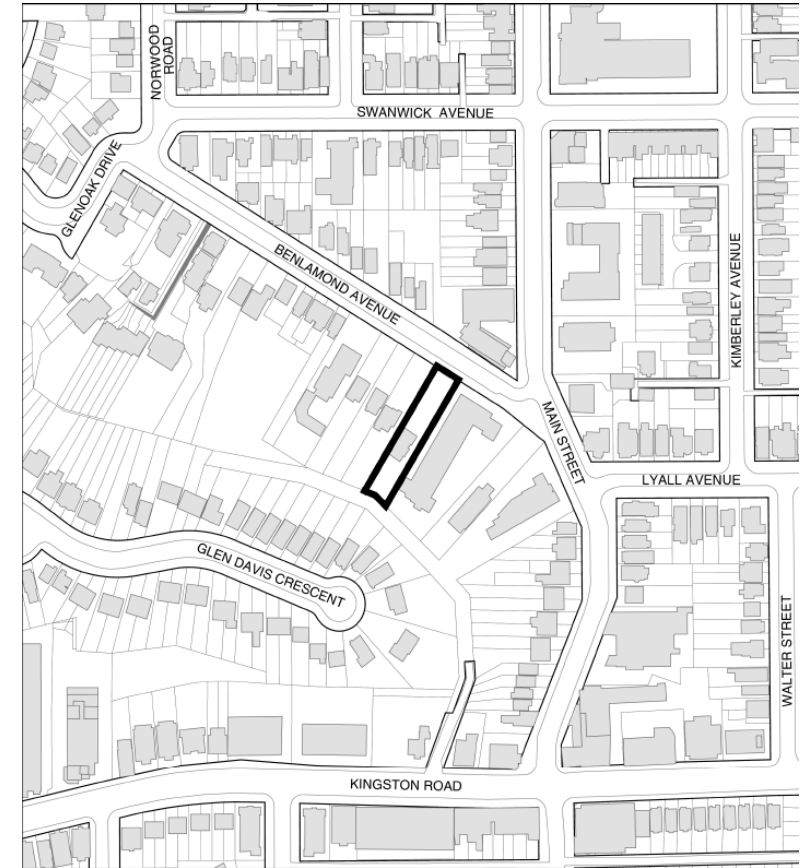 NORWOOD
ROAD
SWANWICK AVENUE
GLENOAK DRIVE
BENLAMOND AVENUE
KIMBERLEY AVENUE
MAIN STREET
LYALL AVENUE
GLEN DAVIS CRESCENT
WALTER STREET
KINGSTON ROAD